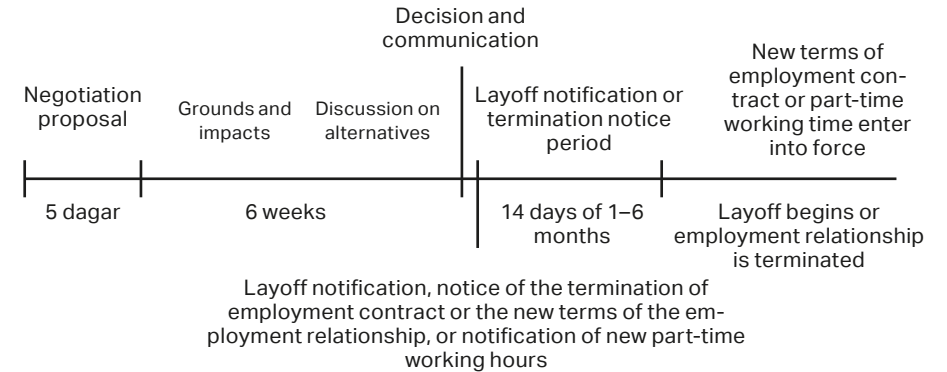 Decision and
communication
Negotiation
proposal
Grounds and
impacts
Discussion on
alternatives
Layoff notification or
termination notice
period
New terms of
employment con-
tract or part-time
working time enter
into force
5 dagar
6 weeks
14 days of 1–6
months
Layoff begins or
employment relationship
is terminated
Layoff notification, notice of the termination of
employment contract or the new terms of the em-
ployment relationship, or notification of new part-time
working hours